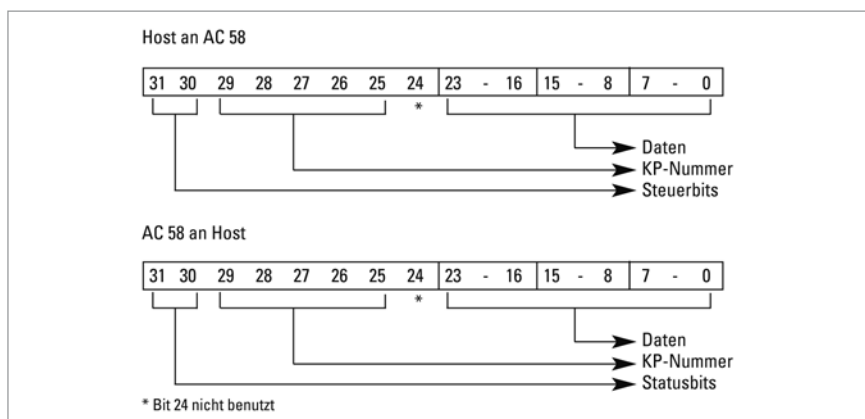 Host an AC 58
31 30 29 28 27 26 25 24 23 - 16 15 - 8 7 - 0
*
Daten
KP-Nummer
Steuerbits
AC 58 an Host
31 30 29 28 27 26 25 24 23 - 16 15 - 8 7 - 0
*
Daten
KP-Nummer
Statusbits
* Bit 24 nicht benutzt